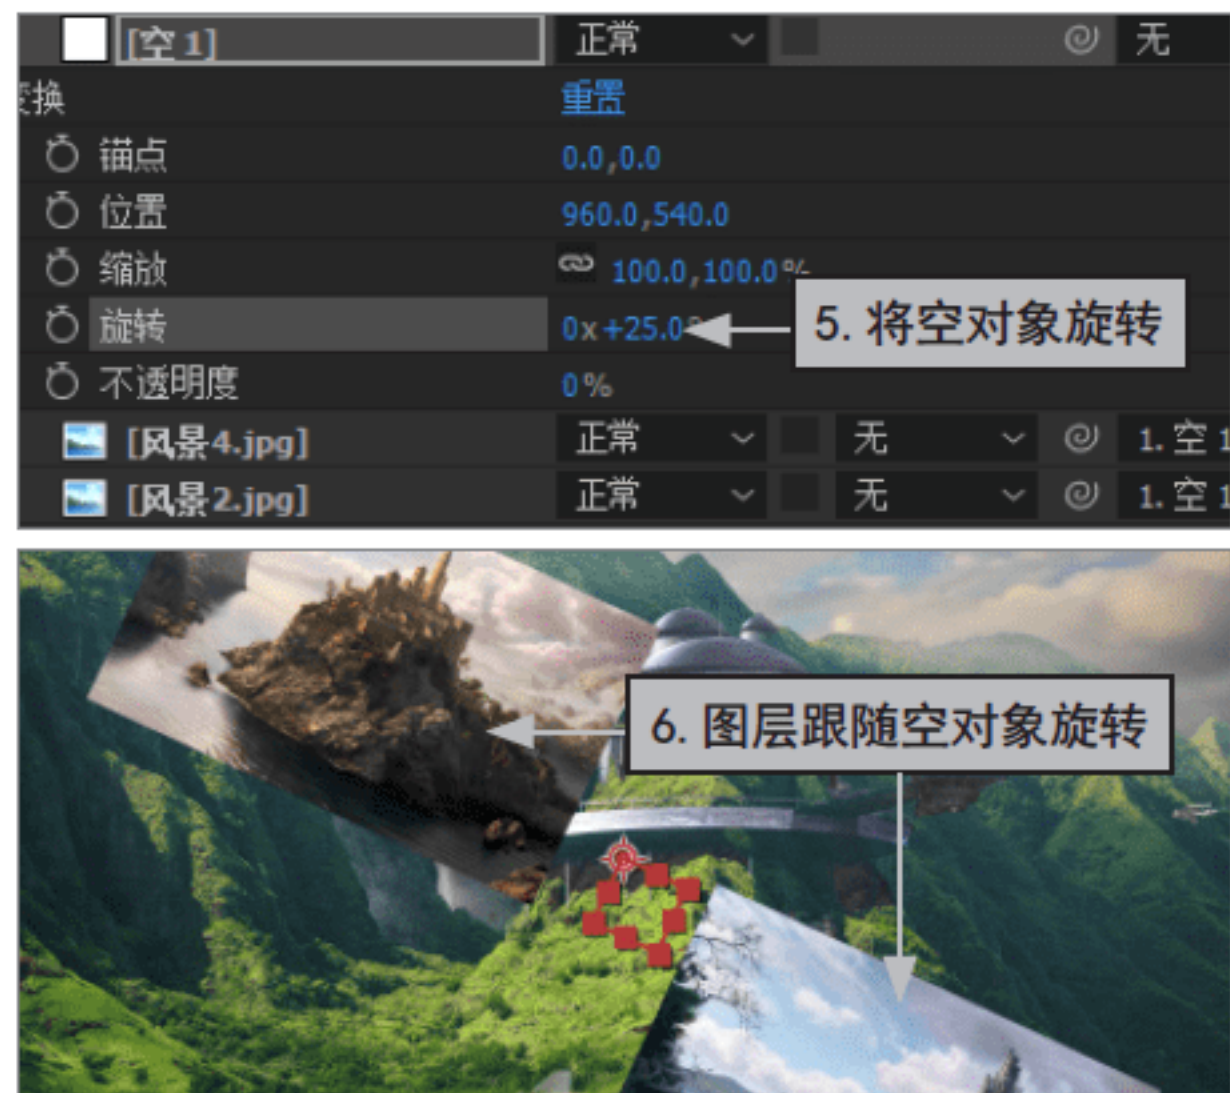 [空 1] 正常 无
变换 重置
锚点 0.0,0.0
位置 960.0,540.0
缩放 100.0,100.0%
旋转 0x+25.0°
5. 将空对象旋转
不透明度 0%
[风景4.jpg] 正常 无 1. 空 1
[风景2.jpg] 正常 无 1. 空 1
6. 图层跟随空对象旋转